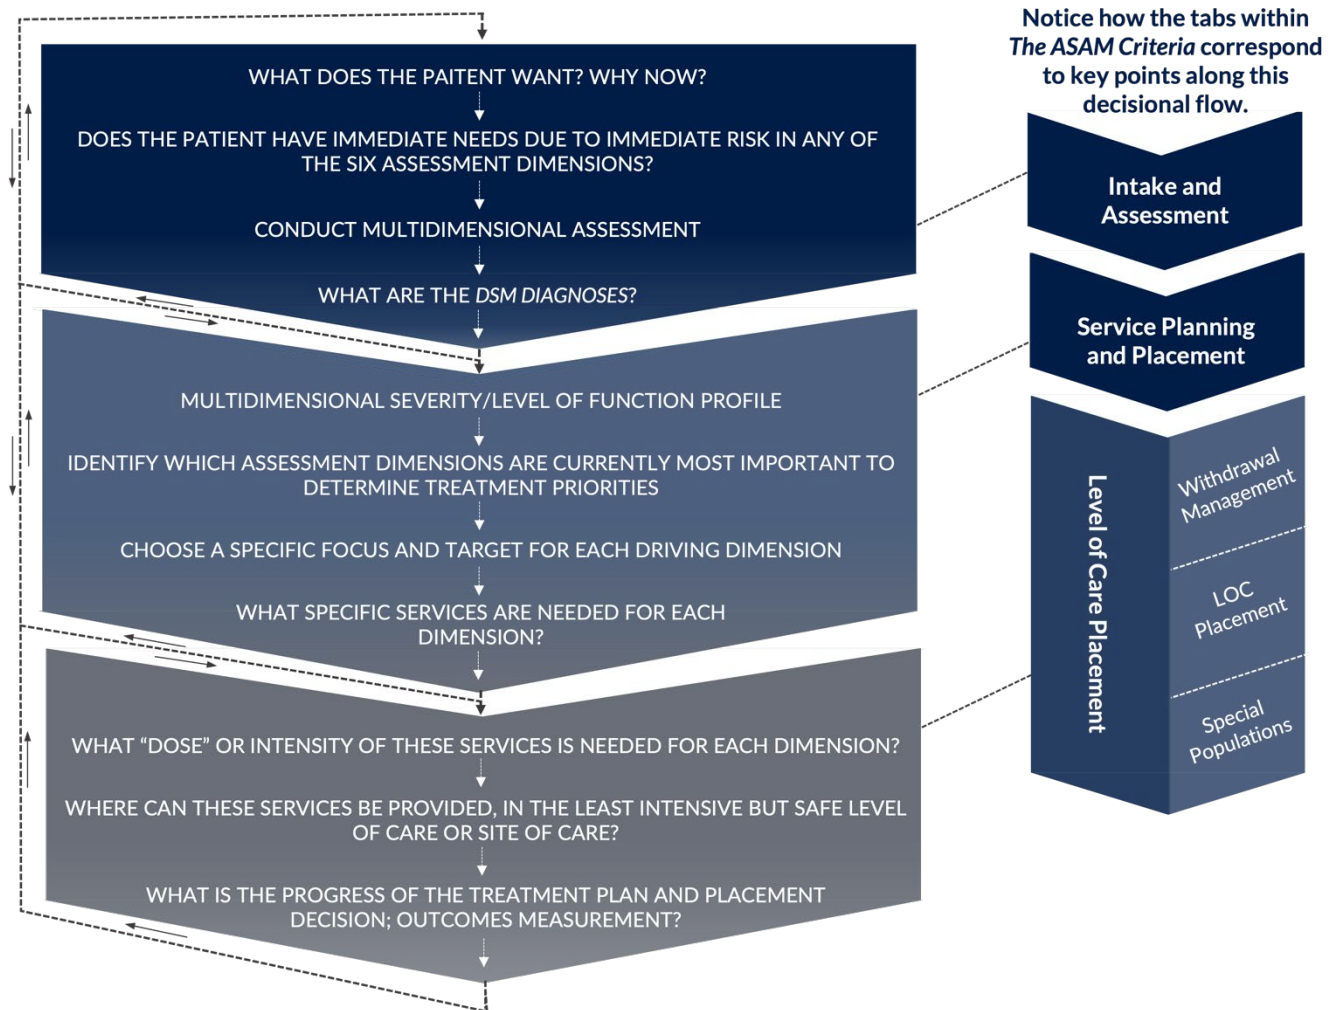 WHAT DOES THE PAITENT WANT? WHY NOW?
DOES THE PATIENT HAVE IMMEDIATE NEEDS DUE TO IMMEDIATE RISK IN ANY OF
THE SIX ASSESSMENT DIMENSIONS?
CONDUCT MULTIDIMENSIONAL ASSESSMENT
WHAT ARE THE DSM DIAGNOSES?
MULTIDIMENSIONAL SEVERITY/LEVEL OF FUNCTION PROFILE
IDENTIFY WHICH ASSESSMENT DIMENSIONS ARE CURRENTLY MOST IMPORTANT TO
DETERMINE TREATMENT PRIORITIES
CHOOSE A SPECIFIC FOCUS AND TARGET FOR EACH DRIVING DIMENSION
WHAT SPECIFIC SERVICES ARE NEEDED FOR EACH
DIMENSION?
WHAT “DOSE” OR INTENSITY OF THESE SERVICES IS NEEDED FOR EACH DIMENSION?
WHERE CAN THESE SERVICES BE PROVIDED, IN THE LEAST INTENSIVE BUT SAFE LEVEL
OF CARE OR SITE OF CARE?
WHAT IS THE PROGRESS OF THE TREATMENT PLAN AND PLACEMENT
DECISION; OUTCOMES MEASUREMENT?
Notice how the tabs within
The ASAM Criteria correspond
to key points along this
decisional flow.
Intake and
Assessment
Service Planning
and Placement
Level of Care Placement
Withdrawal
Management
LOC
Placement
Special
Populations